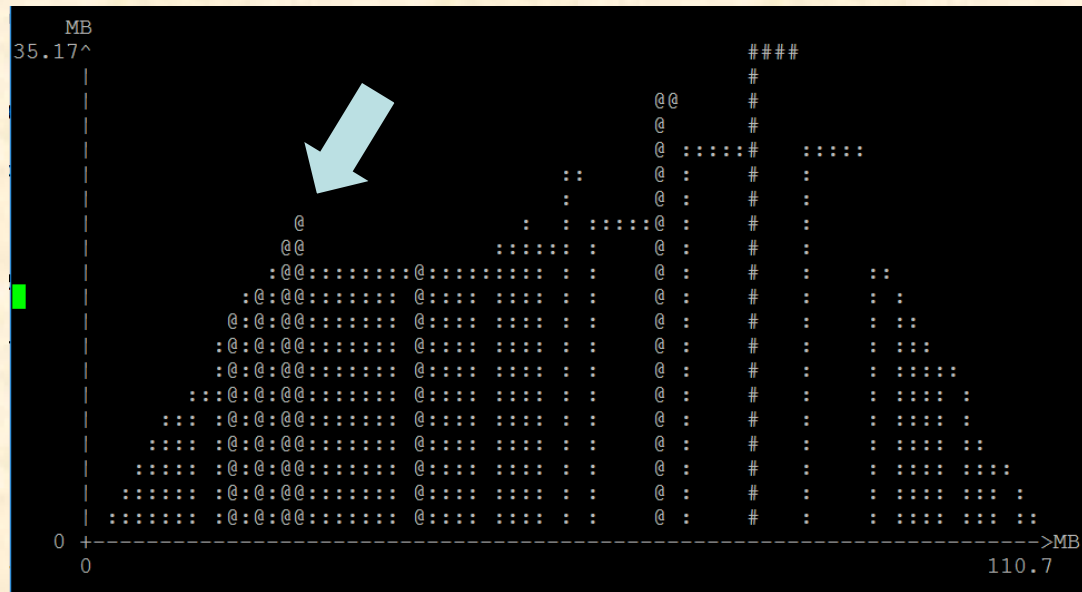 MB
35.17^                                                 ####
     |                                                 #
     |                                          @@     #
     |                                          @      #
     |                                          @ :::::#   :::::
     |                                   ::     @ :    #   :
     |                                   :      @ :    #   :
     |               @                :  : :::::@ :    #   :
     |              @@              :::::: :    @ :    #   :
     |             :@@::::::::@::::::::: : :    @ :    #   :    ::
     |           :@:@@::::::: @:::: :::: : :    @ :    #   :    : :
     |          @:@:@@::::::: @:::: :::: : :    @ :    #   :    : ::
     |         :@:@:@@::::::: @:::: :::: : :    @ :    #   :    : :::
     |         :@:@:@@::::::: @:::: :::: : :    @ :    #   :    : :::::
     |       :::@:@:@@::::::: @:::: :::: : :    @ :    #   :    : :::: :
     |     ::: :@:@:@@::::::: @:::: :::: : :    @ :    #   :    : :::: :
     |    :::: :@:@:@@::::::: @:::: :::: : :    @ :    #   :    : :::: ::
     |   ::::: :@:@:@@::::::: @:::: :::: : :    @ :    #   :    : :::: ::::
     |  :::::: :@:@:@@::::::: @:::: :::: : :    @ :    #   :    : :::: ::: :
     | ::::::: :@:@:@@::::::: @:::: :::: : :    @ :    #   :    : :::: ::: ::
   0 +----------------------------------------------------------------------->MB
     0                                                                   110.7